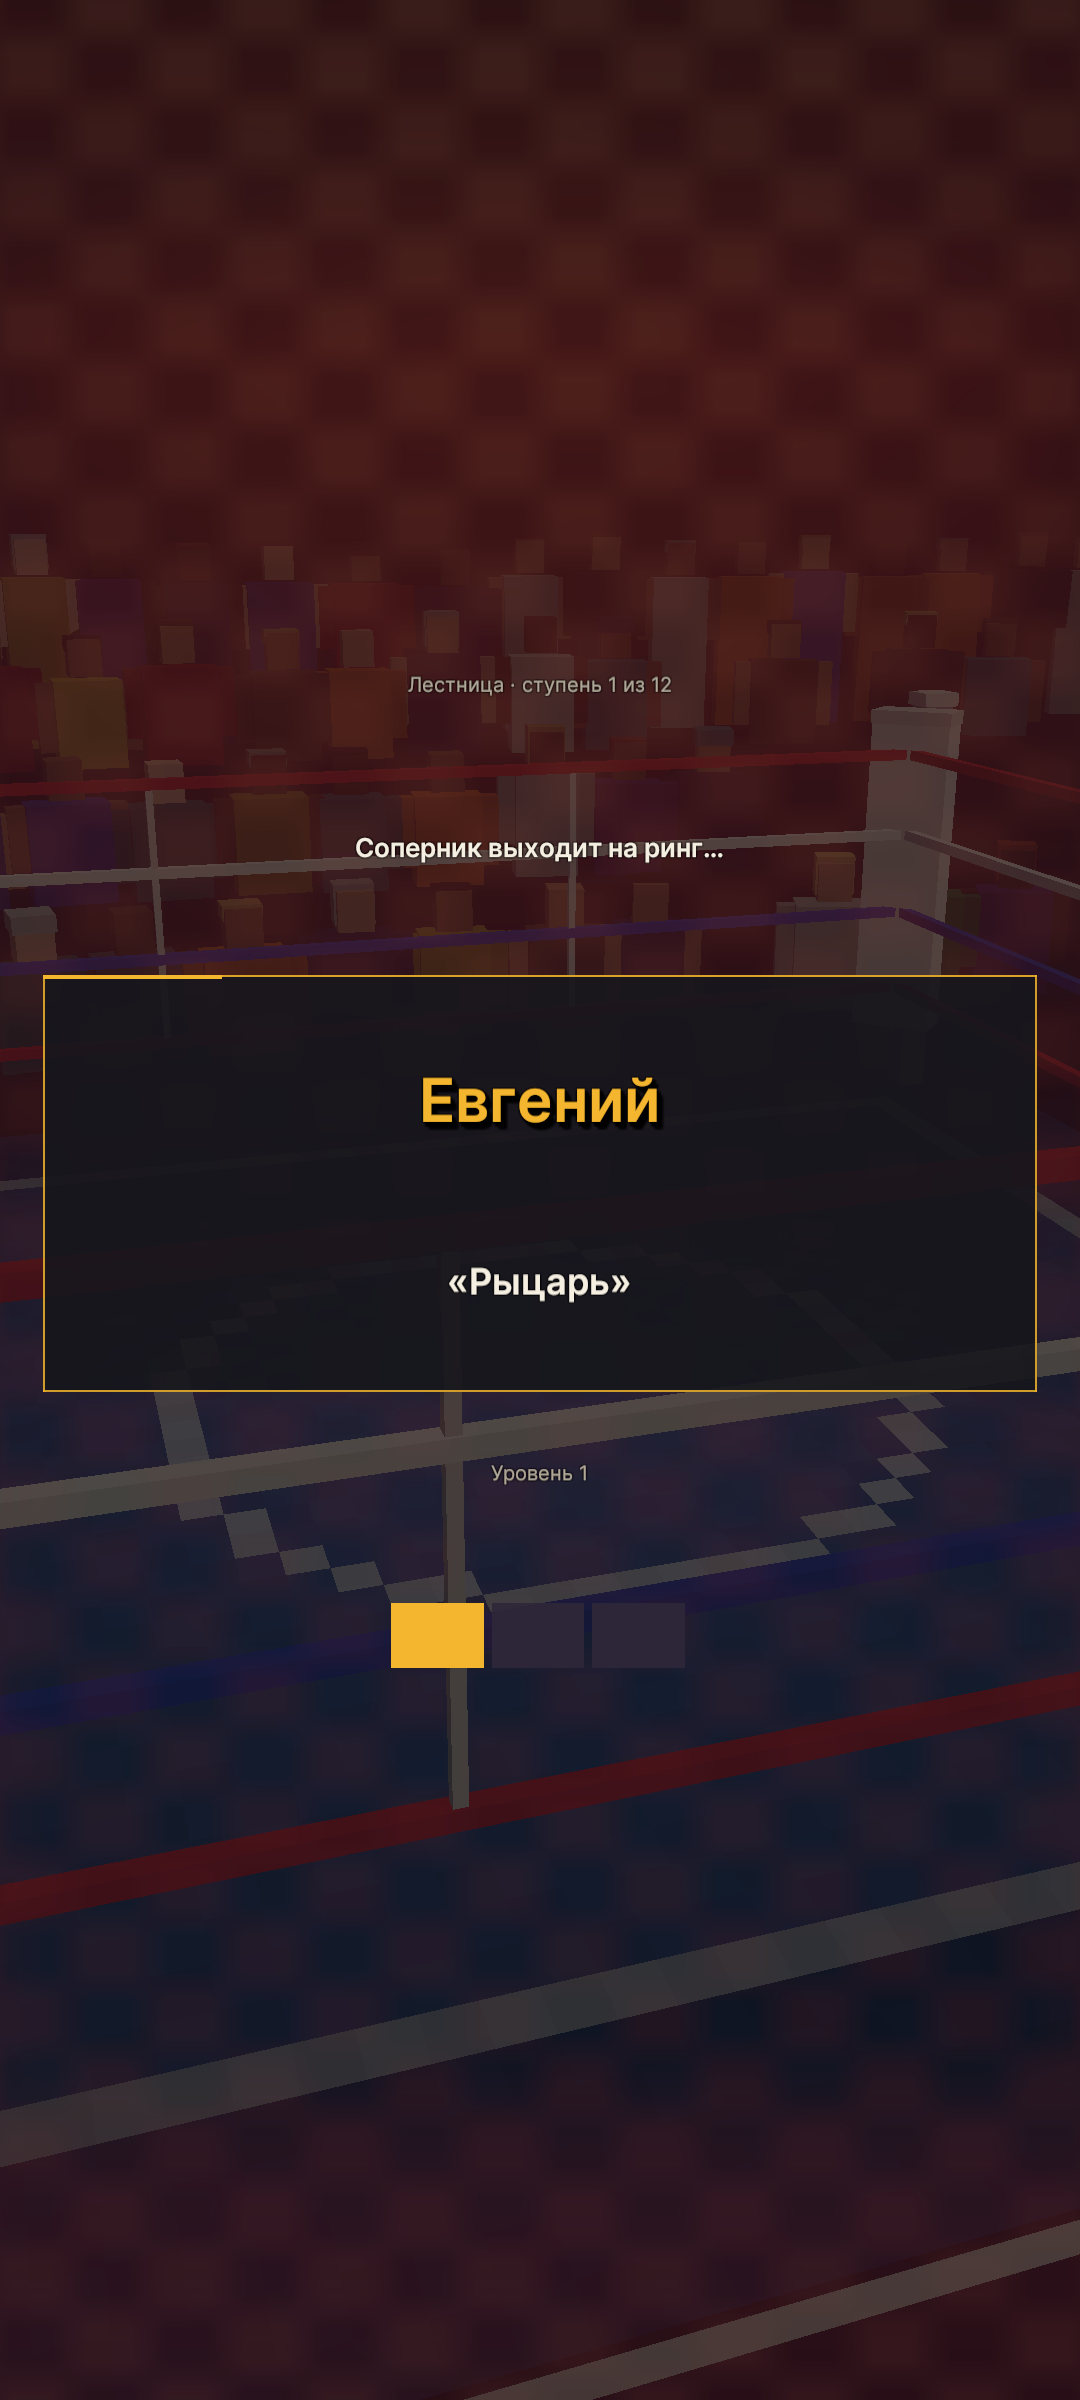 Лестница · ступень 1 из 12
Соперник выходит на ринг...
Евгений
«Рыцарь»
Уровень 1